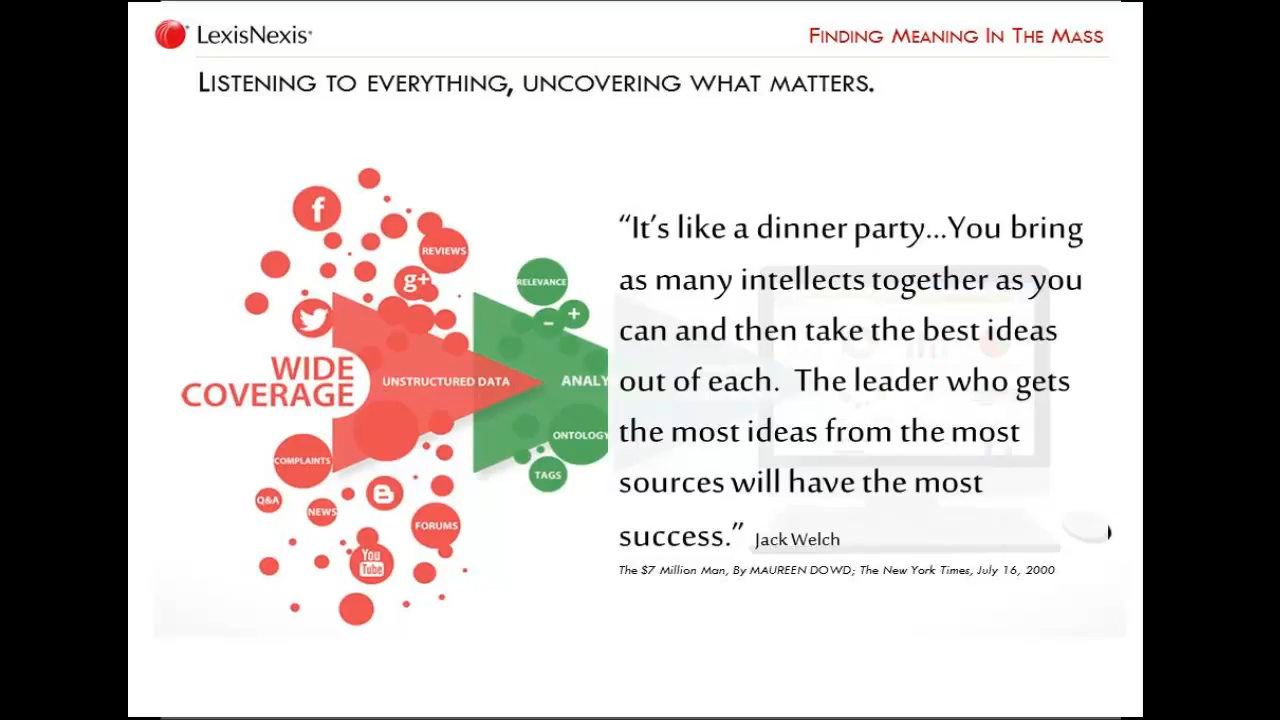 LexisNexis®
FINDING MEANING IN THE MASS
LISTENING TO EVERYTHING, UNCOVERING WHAT MATTERS.
f
REVIEWS
g+
RELEVANCE
+
–
WIDE
COVERAGE
UNSTRUCTURED DATA
ANALY
ONTOLOGY
COMPLAINTS
TAGS
Q&A
NEWS
FORUMS
You
Tube
“It’s like a dinner party...You bring
as many intellects together as you
can and then take the best ideas
out of each. The leader who gets
the most ideas from the most
sources will have the most
success.” Jack Welch
The $7 Million Man, By MAUREEN DOWD; The New York Times, July 16, 2000